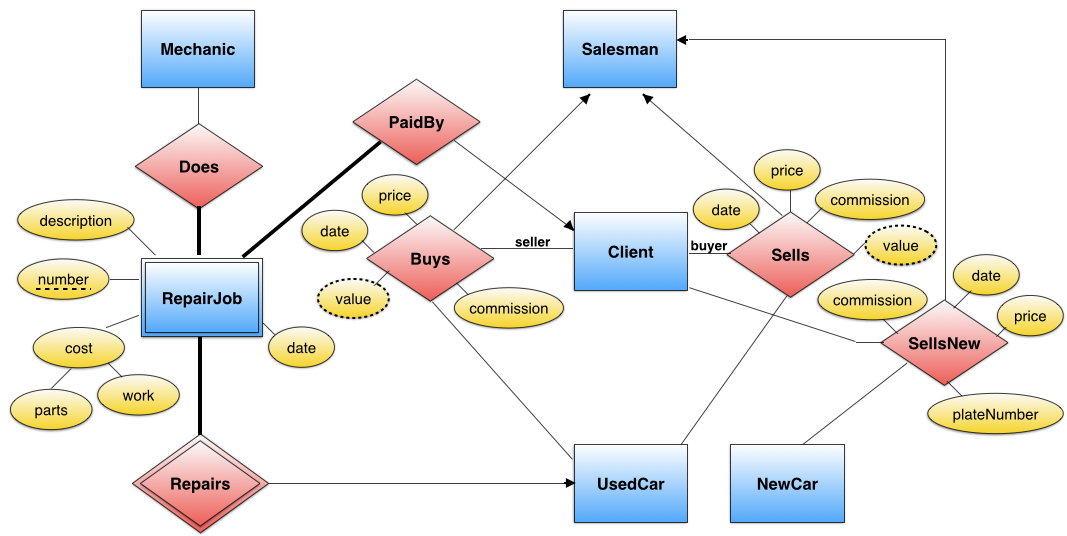 Mechanic
Salesman
PaidBy
Does
price
commission
price
description
date
date
seller
Client
buyer
Sells
value
Buys
number
value
commission
date
commission
price
RepairJob
SellsNew
cost
date
work
parts
plateNumber
Repairs
UsedCar
NewCar